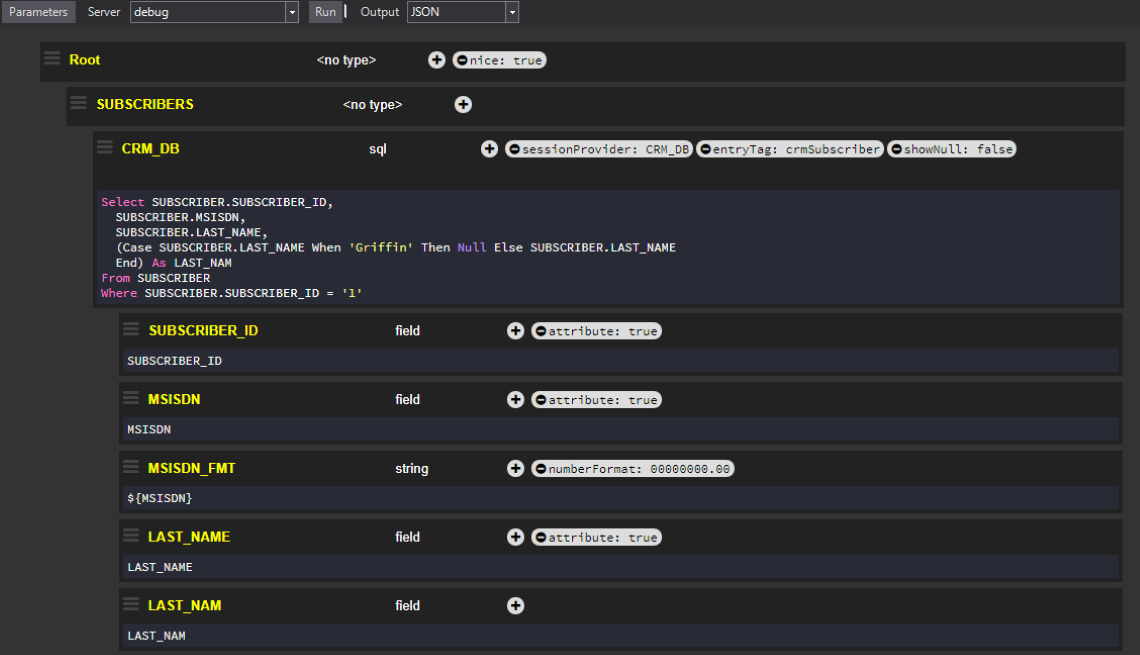 Parameters Server debug Run Output JSON
Root <no type> nice: true
SUBSCRIBERS <no type>
CRM_DB sql sessionProvider: CRM_DB entryTag: crmSubscriber showNull: false
Select SUBSCRIBER.SUBSCRIBER_ID,
SUBSCRIBER.MSISDN,
SUBSCRIBER.LAST_NAME,
(Case SUBSCRIBER.LAST_NAME When 'Griffin' Then Null Else SUBSCRIBER.LAST_NAME
End) As LAST_NAM
From SUBSCRIBER
Where SUBSCRIBER.SUBSCRIBER_ID = '1'
SUBSCRIBER_ID field attribute: true
SUBSCRIBER_ID
MSISDN field attribute: true
MSISDN
MSISDN_FMT string numberFormat: 00000000.00
${MSISDN}
LAST_NAME field attribute: true
LAST_NAME
LAST_NAM field
LAST_NAM